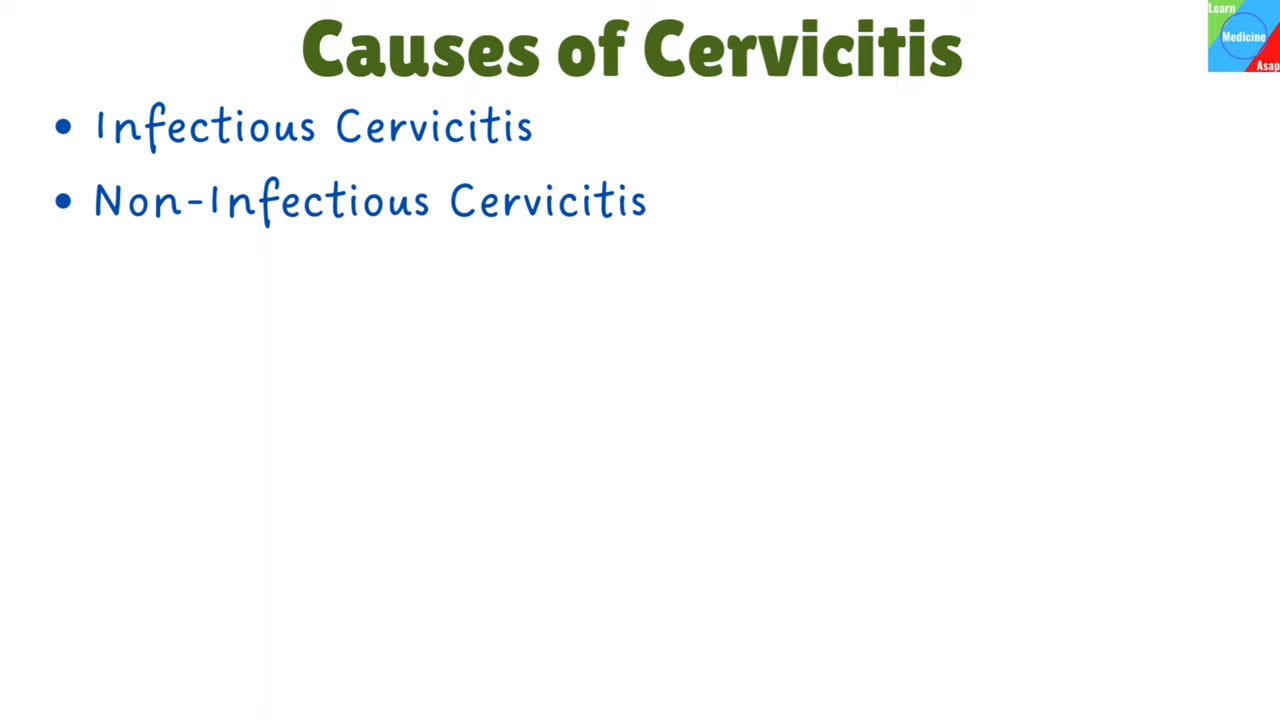 Causes of Cervicitis
Learn
Medicine
Asap
• Infectious Cervicitis
• Non-Infectious Cervicitis